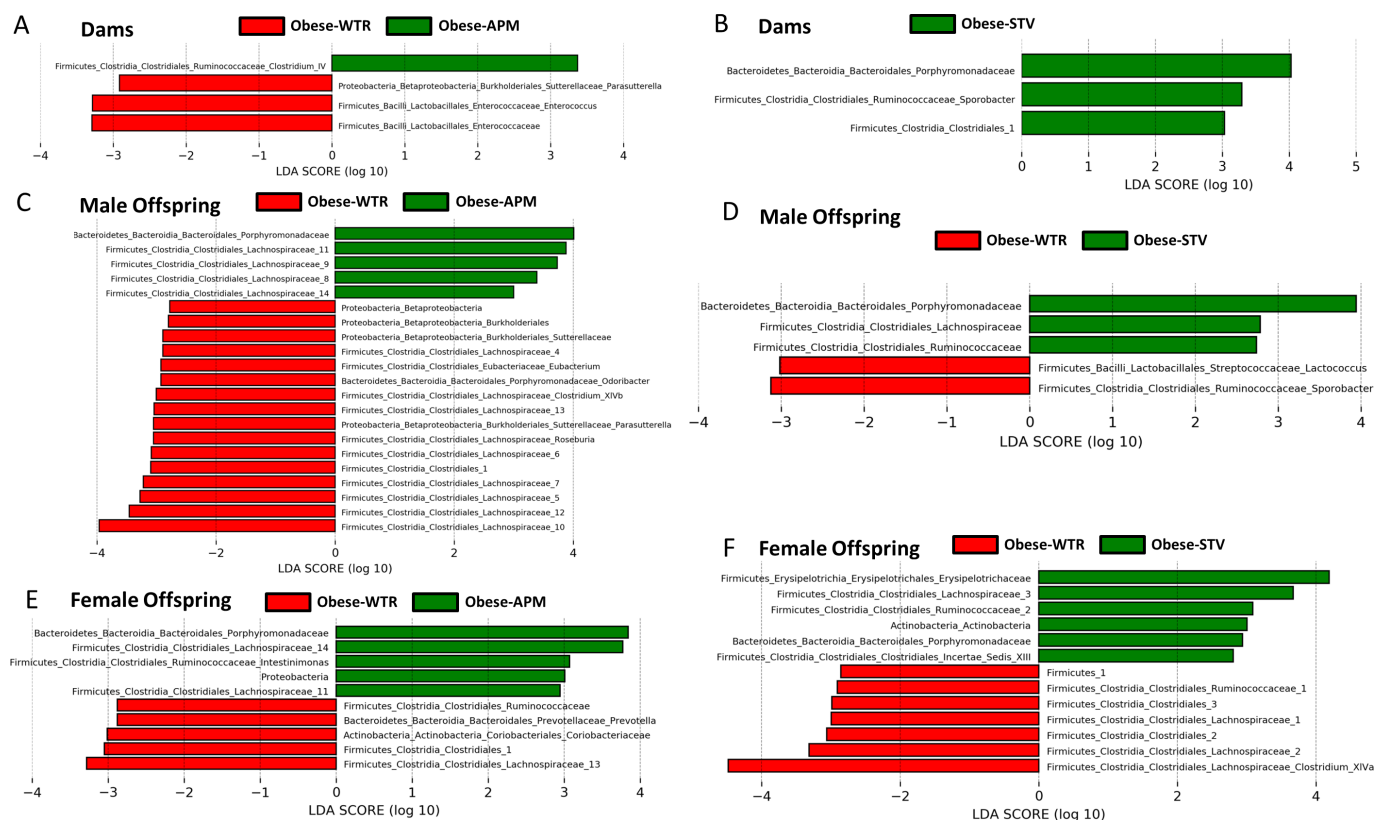 A
Dams
Obese-WTR
Obese-APM
Firmicutes_Clostridia_Clostridiales_Ruminococcaceae_Clostridium_IV
Proteobacteria_Betaproteobacteria_Burkholderiales_Sutterellaceae_Parasutterella
Firmicutes_Bacilli_Lactobacillales_Enterococcaceae_Enterococcus
Firmicutes_Bacilli_Lactobacillales_Enterococcaceae
−4 −3 −2 −1 0 1 2 3 4
LDA SCORE (log 10)
B
Dams
Obese-STV
Bacteroidetes_Bacteroidia_Bacteroidales_Porphyromonadaceae
Firmicutes_Clostridia_Clostridiales_Ruminococcaceae_Sporobacter
Firmicutes_Clostridia_Clostridiales_1
0 1 2 3 4 5
LDA SCORE (log 10)
C
Male Offspring
Obese-WTR
Obese-APM
Bacteroidetes_Bacteroidia_Bacteroidales_Porphyromonadaceae
Firmicutes_Clostridia_Clostridiales_Lachnospiraceae_11
Firmicutes_Clostridia_Clostridiales_Lachnospiraceae_9
Firmicutes_Clostridia_Clostridiales_Lachnospiraceae_8
Firmicutes_Clostridia_Clostridiales_Lachnospiraceae_14
Proteobacteria_Betaproteobacteria
Proteobacteria_Betaproteobacteria_Burkholderiales
Proteobacteria_Betaproteobacteria_Burkholderiales_Sutterellaceae
Firmicutes_Clostridia_Clostridiales_Lachnospiraceae_4
Firmicutes_Clostridia_Clostridiales_Eubacteriaceae_Eubacterium
Bacteroidetes_Bacteroidia_Bacteroidales_Porphyromonadaceae_Odoribacter
Firmicutes_Clostridia_Clostridiales_Lachnospiraceae_Clostridium_XIVb
Firmicutes_Clostridia_Clostridiales_Lachnospiraceae_13
Proteobacteria_Betaproteobacteria_Burkholderiales_Sutterellaceae_Parasutterella
Firmicutes_Clostridia_Clostridiales_Lachnospiraceae_Roseburia
Firmicutes_Clostridia_Clostridiales_Lachnospiraceae_6
Firmicutes_Clostridia_Clostridiales_1
Firmicutes_Clostridia_Clostridiales_Lachnospiraceae_7
Firmicutes_Clostridia_Clostridiales_Lachnospiraceae_5
Firmicutes_Clostridia_Clostridiales_Lachnospiraceae_12
Firmicutes_Clostridia_Clostridiales_Lachnospiraceae_10
−4 −2 0 2 4
LDA SCORE (log 10)
D
Male Offspring
Obese-WTR
Obese-STV
Bacteroidetes_Bacteroidia_Bacteroidales_Porphyromonadaceae
Firmicutes_Clostridia_Clostridiales_Lachnospiraceae
Firmicutes_Clostridia_Clostridiales_Ruminococcaceae
Firmicutes_Bacilli_Lactobacillales_Streptococcaceae_Lactococcus
Firmicutes_Clostridia_Clostridiales_Ruminococcaceae_Sporobacter
−4 −3 −2 −1 0 1 2 3 4
LDA SCORE (log 10)
E
Female Offspring
Obese-WTR
Obese-APM
Bacteroidetes_Bacteroidia_Bacteroidales_Porphyromonadaceae
Firmicutes_Clostridia_Clostridiales_Lachnospiraceae_14
Firmicutes_Clostridia_Clostridiales_Ruminococcaceae_Intestinimonas
Proteobacteria
Firmicutes_Clostridia_Clostridiales_Lachnospiraceae_11
Firmicutes_Clostridia_Clostridiales_Ruminococcaceae
Bacteroidetes_Bacteroidia_Bacteroidales_Prevotellaceae_Prevotella
Actinobacteria_Actinobacteria_Coriobacteriales_Coriobacteriaceae
Firmicutes_Clostridia_Clostridiales_1
Firmicutes_Clostridia_Clostridiales_Lachnospiraceae_13
−4 −3 −2 −1 0 1 2 3 4
LDA SCORE (log 10)
F
Female Offspring
Obese-WTR
Obese-STV
Firmicutes_Erysipelotrichia_Erysipelotrichales_Erysipelotrichaceae
Firmicutes_Clostridia_Clostridiales_Lachnospiraceae_3
Firmicutes_Clostridia_Clostridiales_Ruminococcaceae_2
Actinobacteria_Actinobacteria
Bacteroidetes_Bacteroidia_Bacteroidales_Porphyromonadaceae
Firmicutes_Clostridia_Clostridiales_Clostridiales_Incertae_Sedis_XIII
Firmicutes_1
Firmicutes_Clostridia_Clostridiales_Ruminococcaceae_1
Firmicutes_Clostridia_Clostridiales_3
Firmicutes_Clostridia_Clostridiales_Lachnospiraceae_1
Firmicutes_Clostridia_Clostridiales_2
Firmicutes_Clostridia_Clostridiales_Lachnospiraceae_2
Firmicutes_Clostridia_Clostridiales_Lachnospiraceae_Clostridium_XIVa
−4 −2 0 2 4
LDA SCORE (log 10)